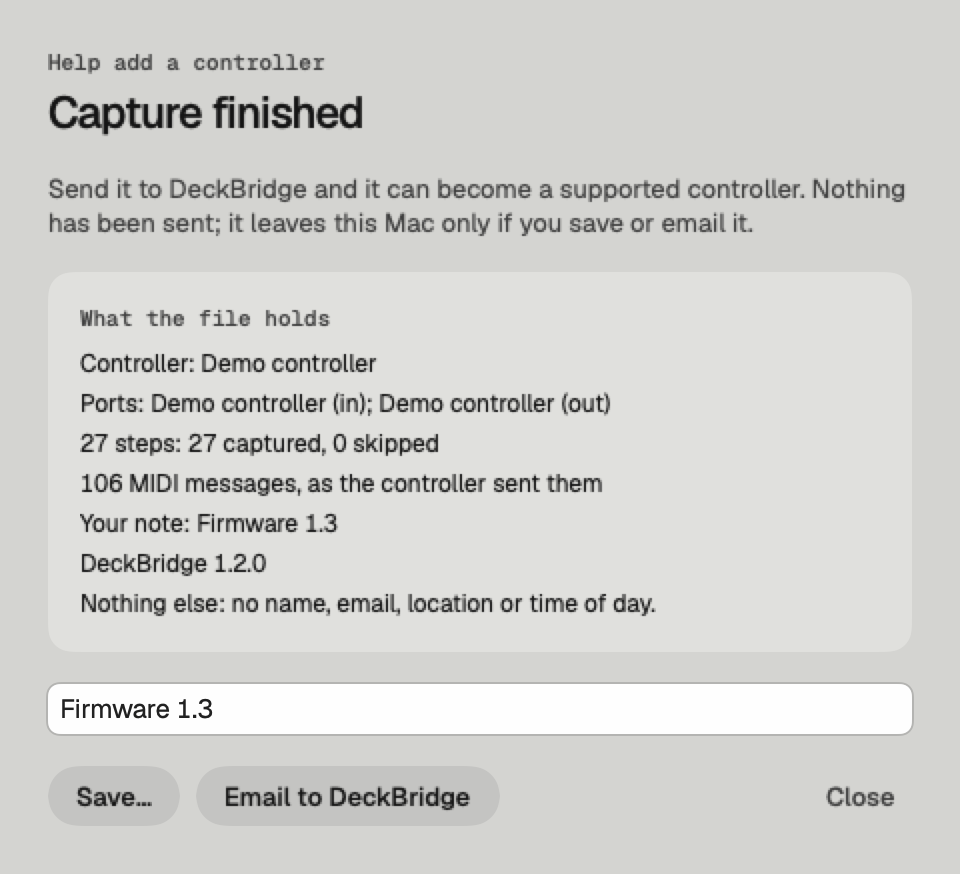 Help add a controller
Capture finished
Send it to DeckBridge and it can become a supported controller. Nothing
has been sent; it leaves this Mac only if you save or email it.
What the file holds
Controller: Demo controller
Ports: Demo controller (in); Demo controller (out)
27 steps: 27 captured, 0 skipped
106 MIDI messages, as the controller sent them
Your note: Firmware 1.3
DeckBridge 1.2.0
Nothing else: no name, email, location or time of day.
Firmware 1.3
Save...
Email to DeckBridge
Close